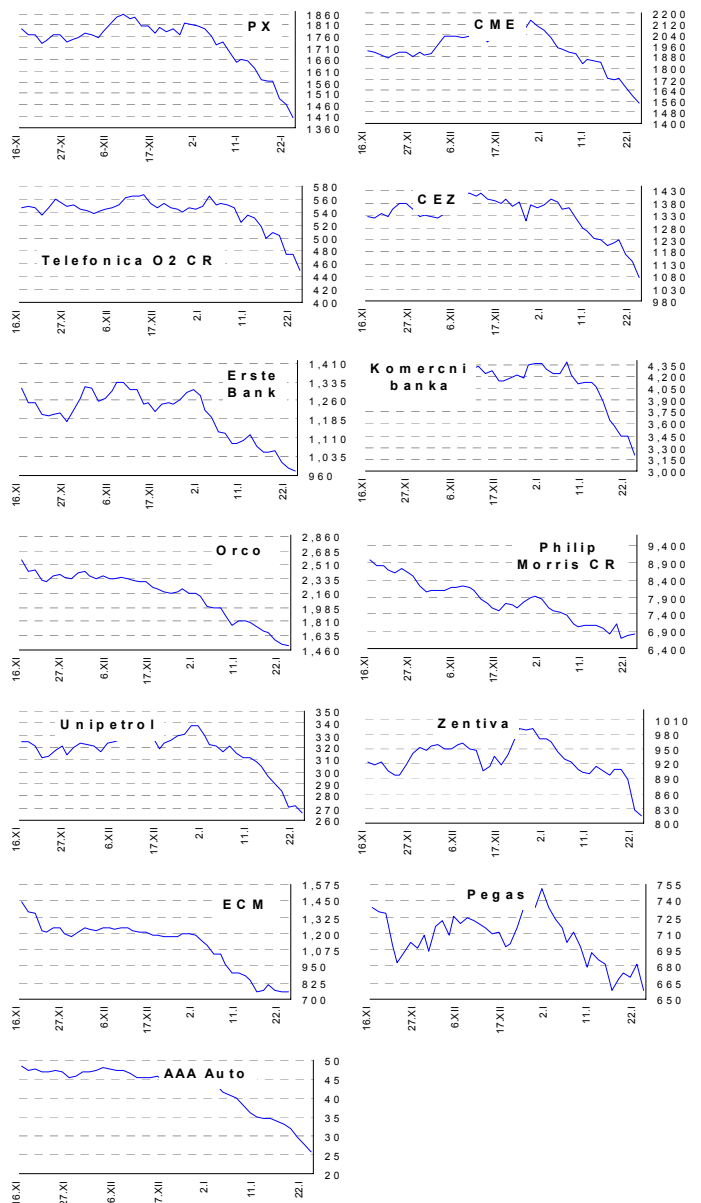 PX
1860
1810
1760
1710
1660
1610
1560
1510
1460
1410
1360
16-XI
27-XI
6-XII
17-XII
2.I
11-I
22-I
CME
2200
2120
2040
1960
1880
1800
1720
1640
1560
1480
1400
16.XI
27.XI
6.XII
17.XII
2.I
11.I
22.I
Telefonica O2 CR
580
560
540
520
500
480
460
440
420
400
16.XI
27.XI
6.XII
17.XII
2.I
11.I
22.I
CEZ
1430
1380
1330
1280
1230
1180
1130
1080
1030
980
16.XI
27.XI
6.XII
17.XII
2.I
11.I
22.I
Erste
Bank
1,410
1,335
1,260
1,185
1,110
1,035
960
16.XI
27.XI
6.XII
17.XII
2.I
11.I
22.I
Komercni
banka
4,350
4,200
4,050
3,900
3,750
3,600
3,450
3,300
3,150
3,000
16.XI
27.XI
6.XII
17.XII
2.I
11.I
22.I
Orco
2,860
2,685
2,510
2,335
2,160
1,985
1,810
1,635
1,460
16.XI
27.XI
6.XII
17.XII
2.I
11.I
22.I
Philip
Morris CR
9,400
8,900
8,400
7,900
7,400
6,900
6,400
16.XI
27.XI
6.XII
17.XII
2.I
11.I
22.I
Unipetrol
350
340
330
320
310
300
290
280
270
260
16.XI
27.XI
6.XII
17.XII
2.I
11.I
22.I
Zentiva
1010
980
950
920
890
860
830
800
16.XI
27.XI
6.XII
17.XII
2.I
11.I
22.I
ECM
1,575
1,450
1,325
1,200
1,075
950
825
700
16.XI
27.XI
6.XII
17.XII
2.I
11.I
22.I
Pegas
755
740
725
710
695
680
665
650
16.XI
27.XI
6.XII
17.XII
2.I
11.I
22.I
AAA Auto
50
45
40
35
30
25
20
16.XI
27.XI
6.XII
17.XII
2.I
11.I
22.I